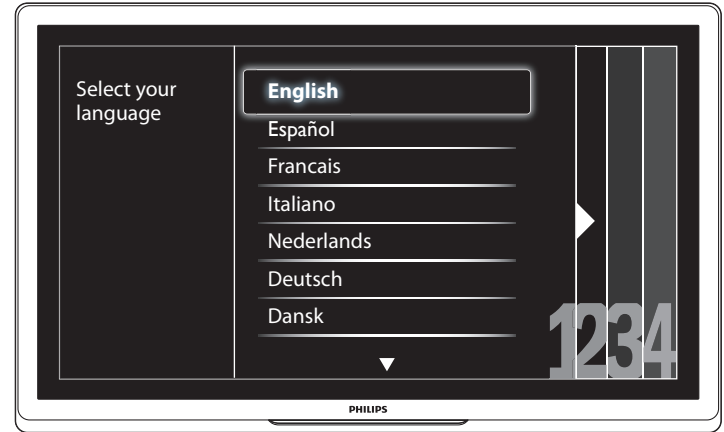 Select your
language
English
Español
Francais
Italiano
Nederlands
Deutsch
Dansk
1234
PHILIPS